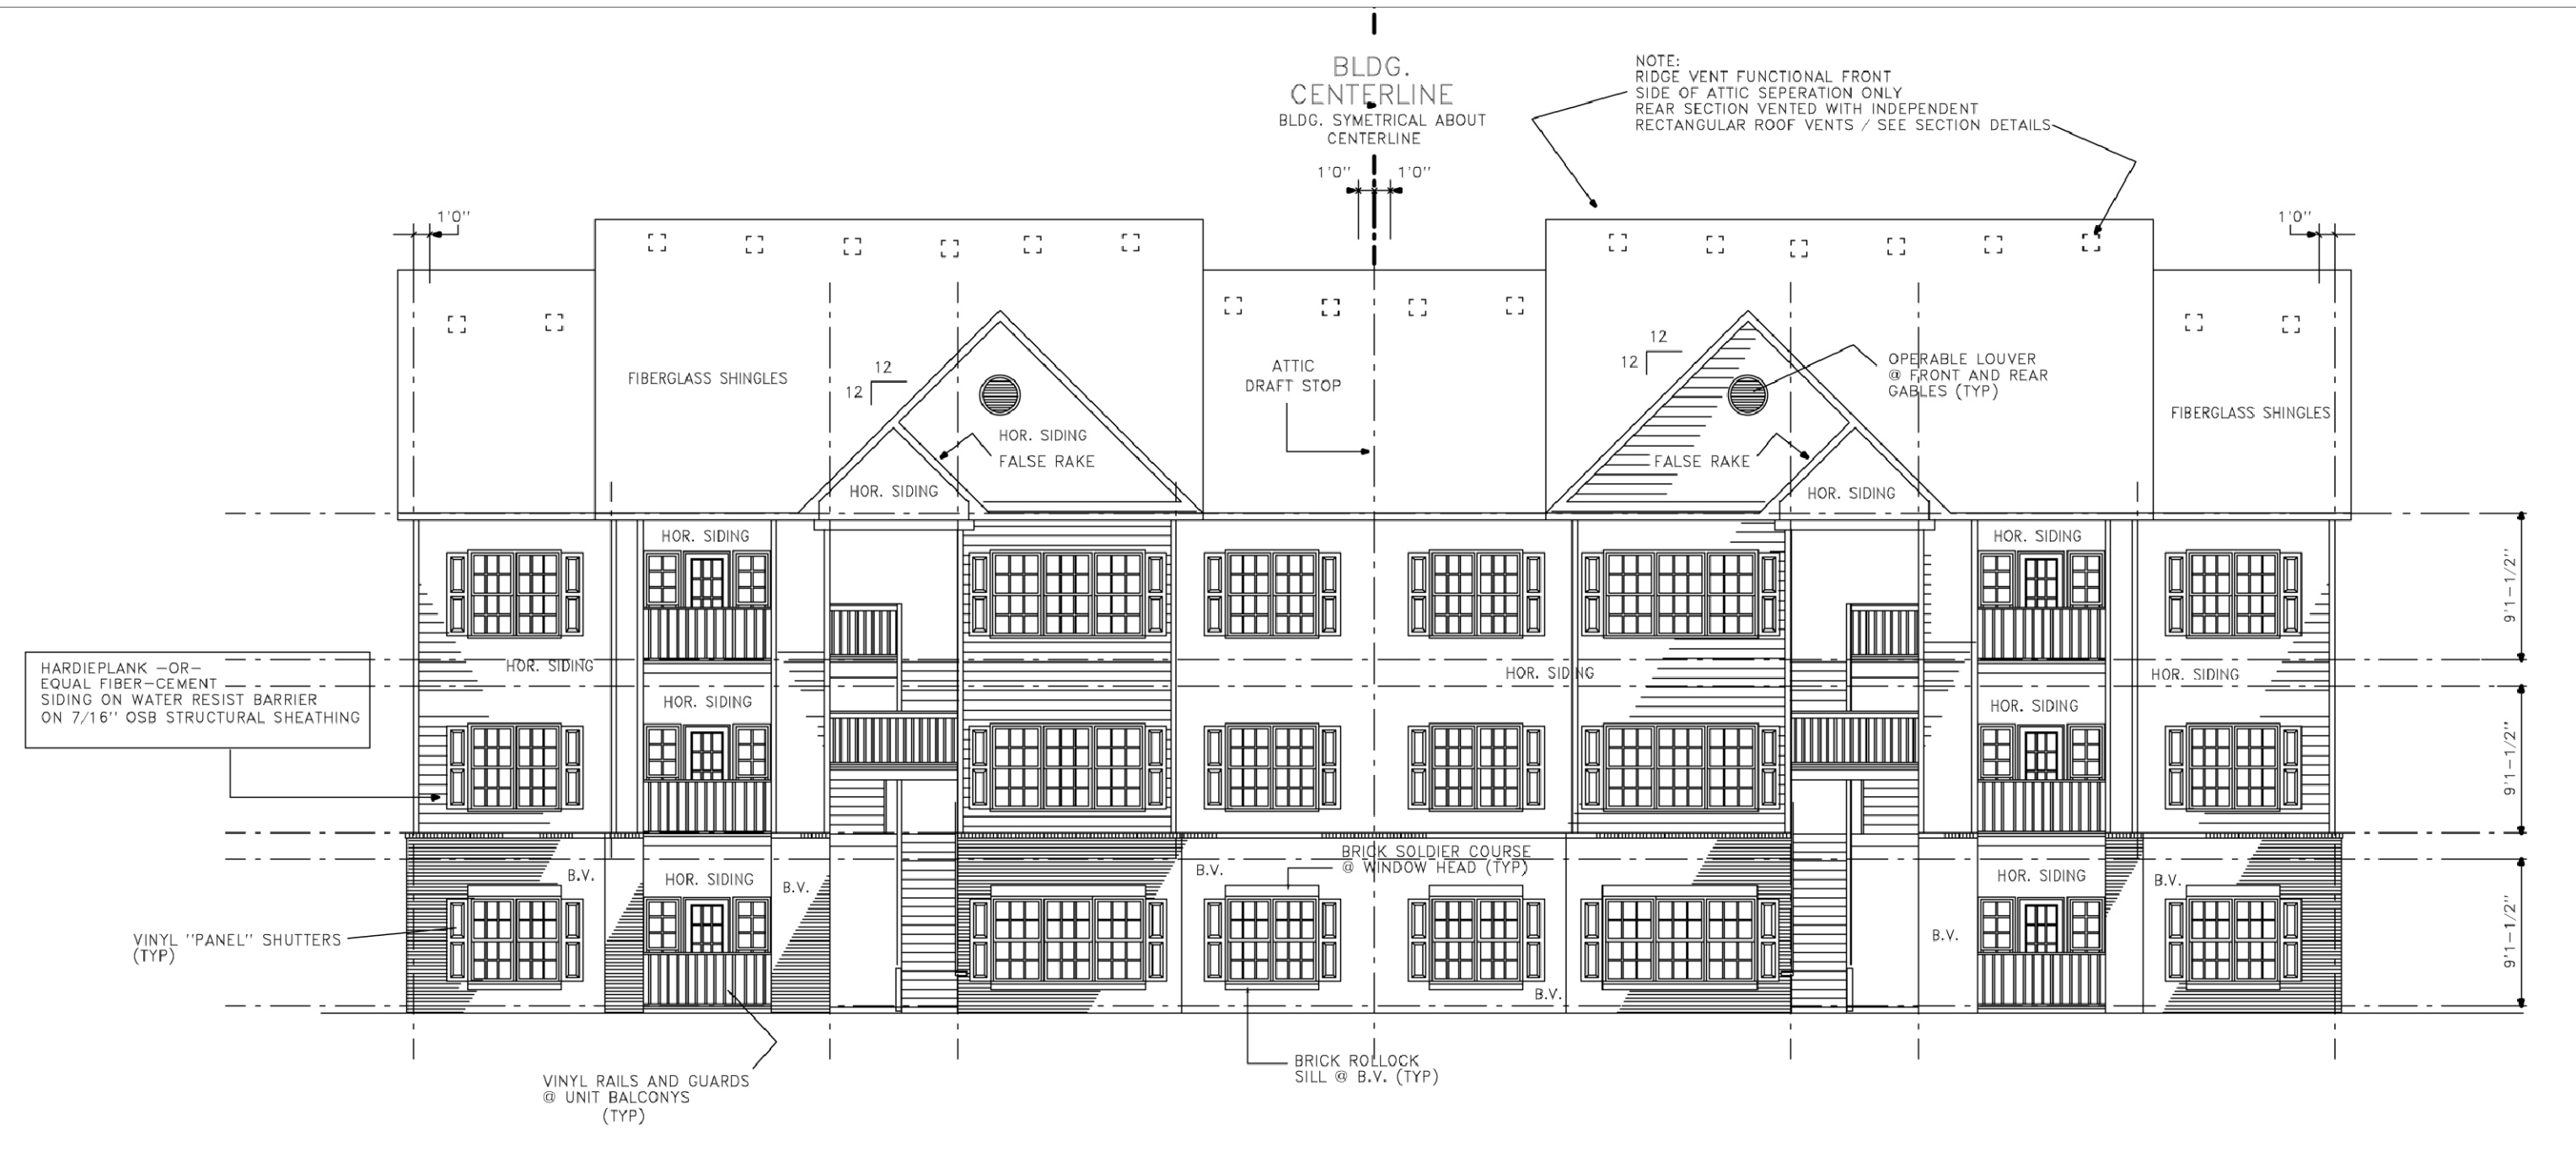 BLDG.
CENTERLINE
BLDG. SYMETRICAL ABOUT
CENTERLINE
NOTE:
RIDGE VENT FUNCTIONAL FRONT
SIDE OF ATTIC SEPERATION ONLY
REAR SECTION VENTED WITH INDEPENDENT
RECTANGULAR ROOF VENTS / SEE SECTION DETAILS
1'0"
1'0"
1'0"
1'0"
12
12
12
12
ATTIC
DRAFT STOP
FIBERGLASS SHINGLES
OPERABLE LOUVER
@ FRONT AND REAR
GABLES (TYP)
FIBERGLASS SHINGLES
HOR. SIDING
FALSE RAKE
FALSE RAKE
HOR. SIDING
HOR. SIDING
HOR. SIDING
HOR. SIDING
9'1-1/2"
HARDIEPLANK -OR-
EQUAL FIBER-CEMENT
SIDING ON WATER RESIST BARRIER
ON 7/16" OSB STRUCTURAL SHEATHING
HOR. SIDING
HOR. SIDING
HOR. SIDING
HOR. SIDING
HOR. SIDING
9'1-1/2"
BRICK SOLDIER COURSE
@ WINDOW HEAD (TYP)
B.V.
HOR. SIDING
B.V.
B.V.
HOR. SIDING
B.V.
9'1-1/2"
VINYL "PANEL" SHUTTERS
(TYP)
B.V.
B.V.
BRICK ROLLOCK
SILL @ B.V. (TYP)
VINYL RAILS AND GUARDS
@ UNIT BALCONYS
(TYP)